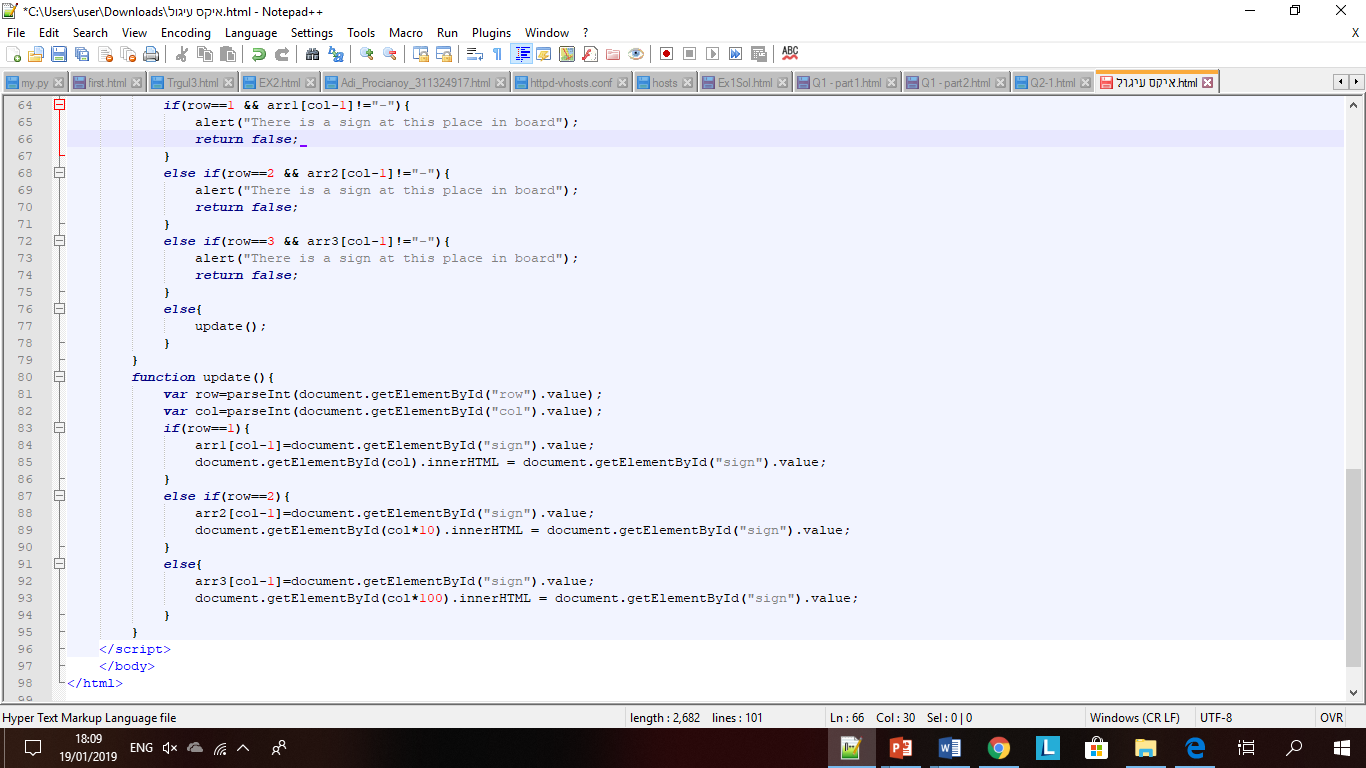 *C:\Users\user\Downloads\איקס עיגול.html - Notepad++
X
File Edit Search View Encoding Language Settings Tools Macro Run Plugins Window ?
my.py first.html Trgul3.html EX2.html Adi_Procianoy_311324917.html httpd-vhosts.conf hosts Ex1Sol.html Q1 - part1.html Q1 - part2.html Q2-1.html איקס עיגול.html
64 if(row==1 && arr1[col-1]!="-"){
65 alert("There is a sign at this place in board");
66 return false;
67 }
68 else if(row==2 && arr2[col-1]!="-"){
69 alert("There is a sign at this place in board");
70 return false;
71 }
72 else if(row==3 && arr3[col-1]!="-"){
73 alert("There is a sign at this place in board");
74 return false;
75 }
76 else{
77 update();
78 }
79 }
80 function update(){
81 var row=parseInt(document.getElementById("row").value);
82 var col=parseInt(document.getElementById("col").value);
83 if(row==1){
84 arr1[col-1]=document.getElementById("sign").value;
85 document.getElementById(col).innerHTML = document.getElementById("sign").value;
86 }
87 else if(row==2){
88 arr2[col-1]=document.getElementById("sign").value;
89 document.getElementById(col*10).innerHTML = document.getElementById("sign").value;
90 }
91 else{
92 arr3[col-1]=document.getElementById("sign").value;
93 document.getElementById(col*100).innerHTML = document.getElementById("sign").value;
94 }
95 }
96 </script>
97 </body>
98 </html>
99
Hyper Text Markup Language file length : 2,682 lines : 101 Ln : 66 Col : 30 Sel : 0 | 0 Windows (CR LF) UTF-8 OVR
18:09
ENG
19/01/2019